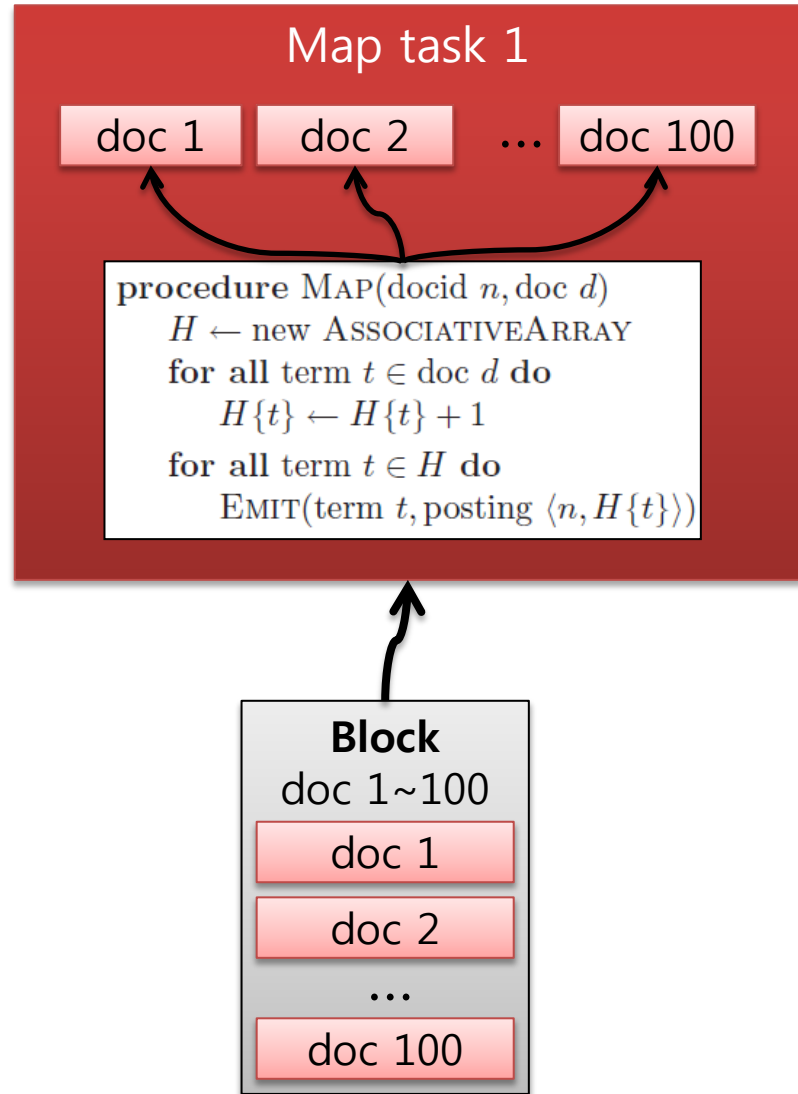 Map task 1
doc 1 doc 2 ... doc 100
procedure MAP(docid n, doc d)
H ← new ASSOCIATIVEARRAY
for all term t ∈ doc d do
H{t} ← H{t} + 1
for all term t ∈ H do
EMIT(term t, posting ⟨n, H{t}⟩)
Block
doc 1~100
doc 1
doc 2
...
doc 100